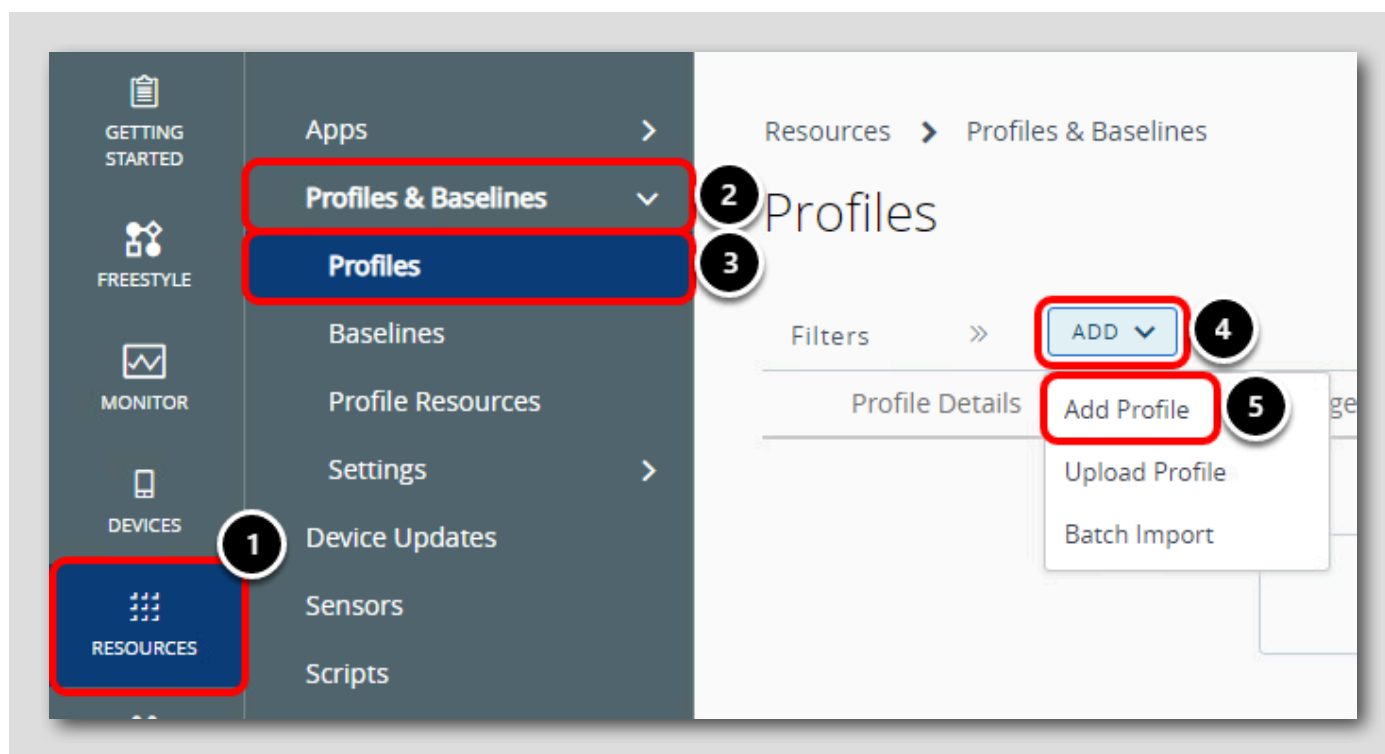 GETTING
STARTED
FREESTYLE
MONITOR
DEVICES
1
RESOURCES
Apps
Profiles & Baselines
2
Profiles
3
Baselines
Profile Resources
Settings
Device Updates
Sensors
Scripts
Resources > Profiles & Baselines
Profiles
Filters » ADD
4
Profile Details
Add Profile
5
Upload Profile
Batch Import